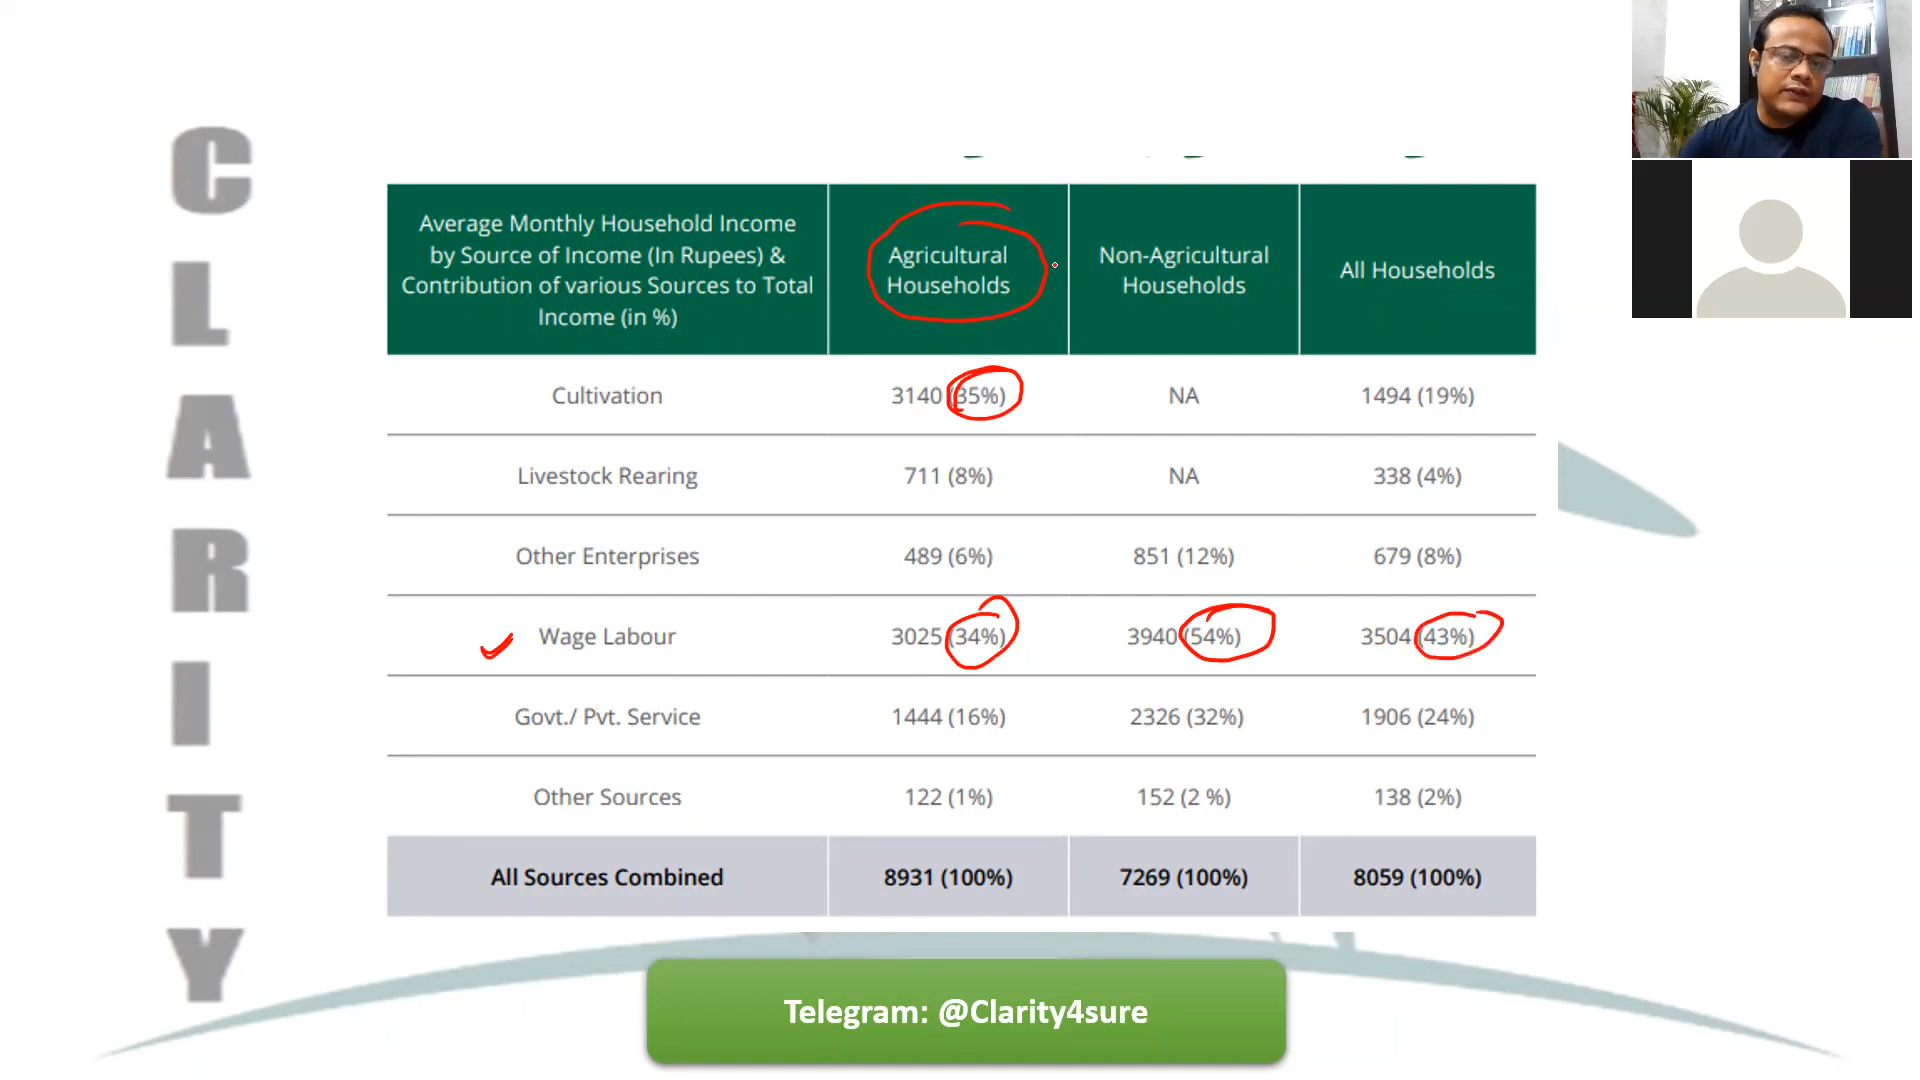 CLARITY
Average Monthly Household Income
by Source of Income (In Rupees) &
Contribution of various Sources to Total
Income (in %)
Agricultural
Households
Non-Agricultural
Households
All Households
Cultivation 3140 (35%) NA 1494 (19%)
Livestock Rearing 711 (8%) NA 338 (4%)
Other Enterprises 489 (6%) 851 (12%) 679 (8%)
Wage Labour 3025 (34%) 3940 (54%) 3504 (43%)
Govt./ Pvt. Service 1444 (16%) 2326 (32%) 1906 (24%)
Other Sources 122 (1%) 152 (2 %) 138 (2%)
All Sources Combined 8931 (100%) 7269 (100%) 8059 (100%)
Telegram: @Clarity4sure